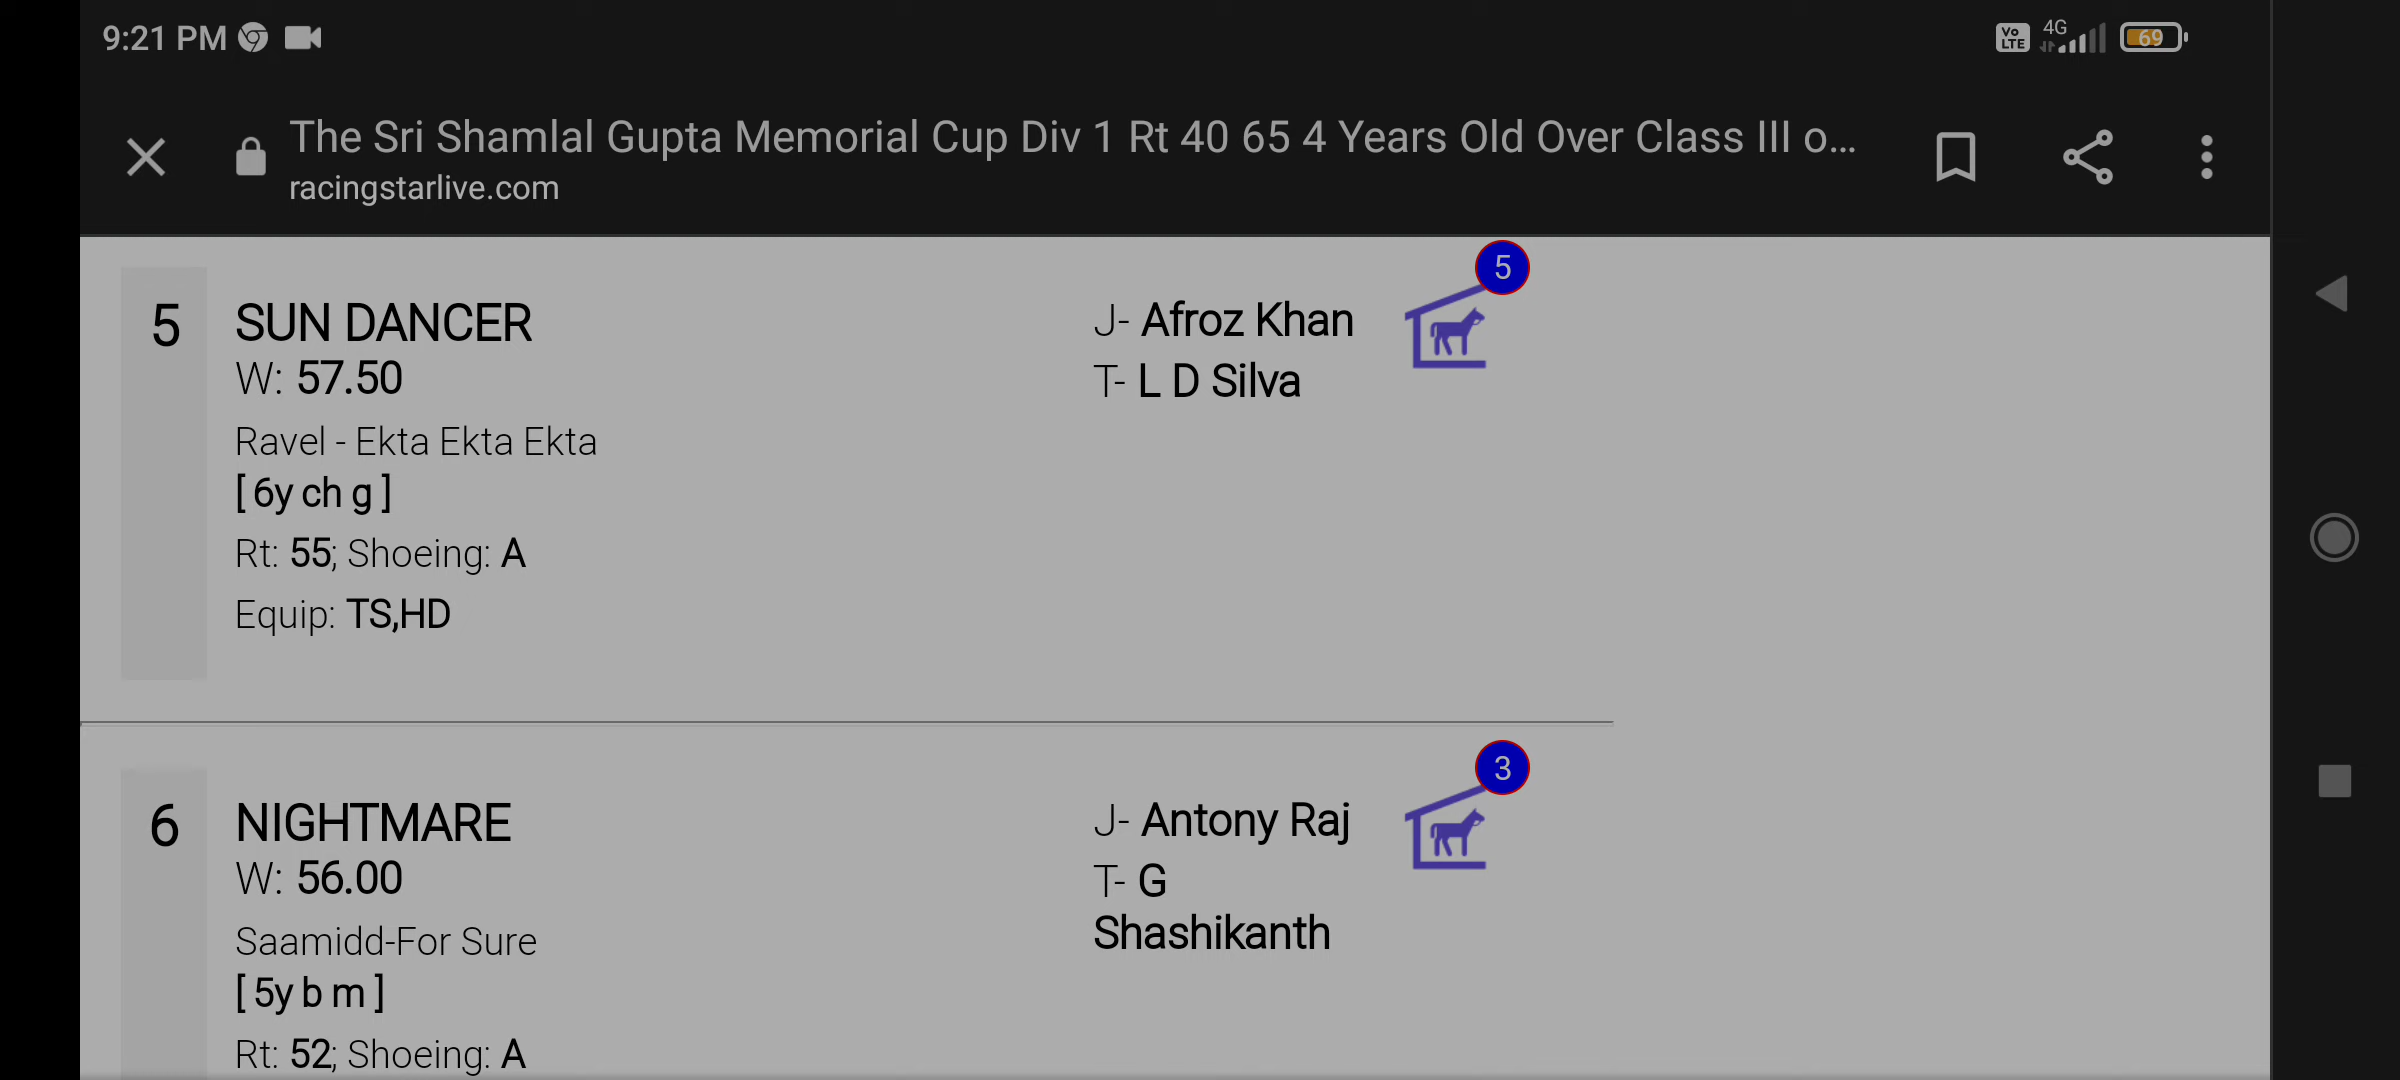 9:21 PM
Vo LTE 4G 69
The Sri Shamlal Gupta Memorial Cup Div 1 Rt 40 65 4 Years Old Over Class III o...
racingstarlive.com
5
SUN DANCER
W: 57.50
Ravel - Ekta Ekta Ekta
[ 6y ch g ]
Rt: 55; Shoeing: A
Equip: TS,HD
J- Afroz Khan
T- L D Silva
5
6
NIGHTMARE
W: 56.00
Saamidd-For Sure
[ 5y b m ]
Rt: 52; Shoeing: A
J- Antony Raj
T- G
Shashikanth
3